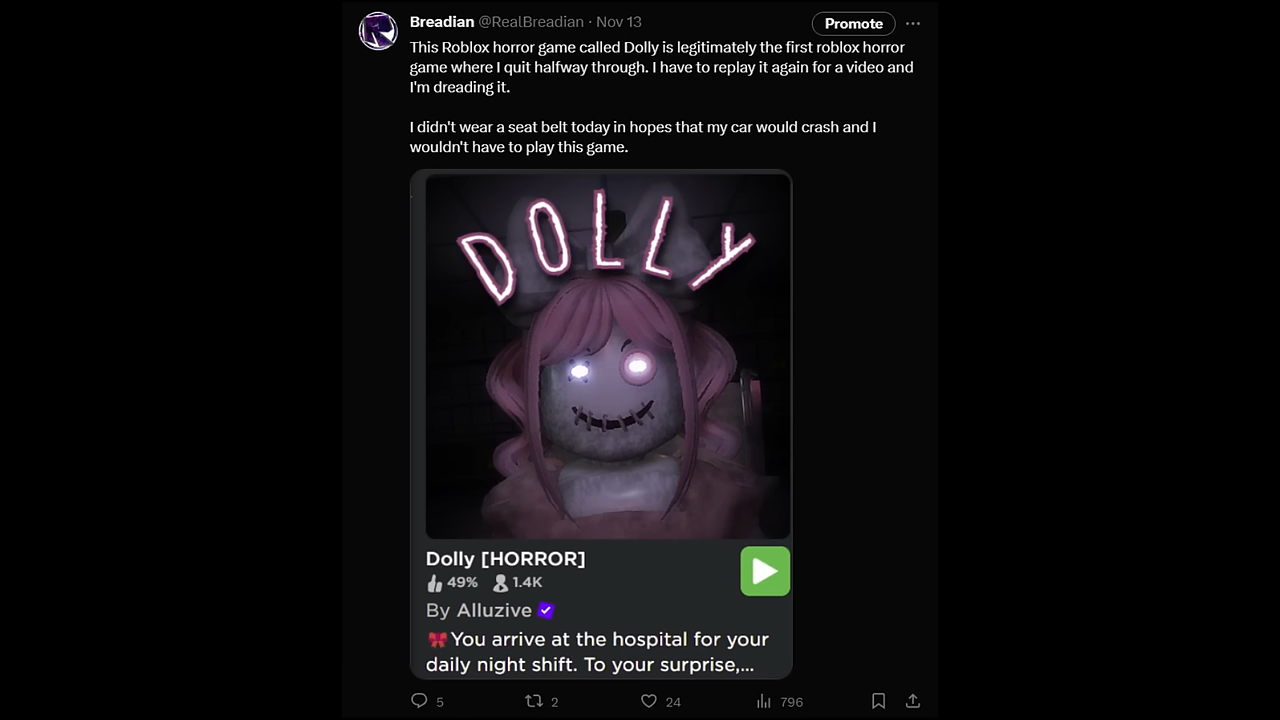 Breadian @RealBreadian · Nov 13
Promote
This Roblox horror game called Dolly is legitimately the first roblox horror
game where I quit halfway through. I have to replay it again for a video and
I'm dreading it.
I didn't wear a seat belt today in hopes that my car would crash and I
wouldn't have to play this game.
DOLLY
Dolly [HORROR]
49% 1.4K
By Alluzive
You arrive at the hospital for your
daily night shift. To your surprise,...
5 2 24 796